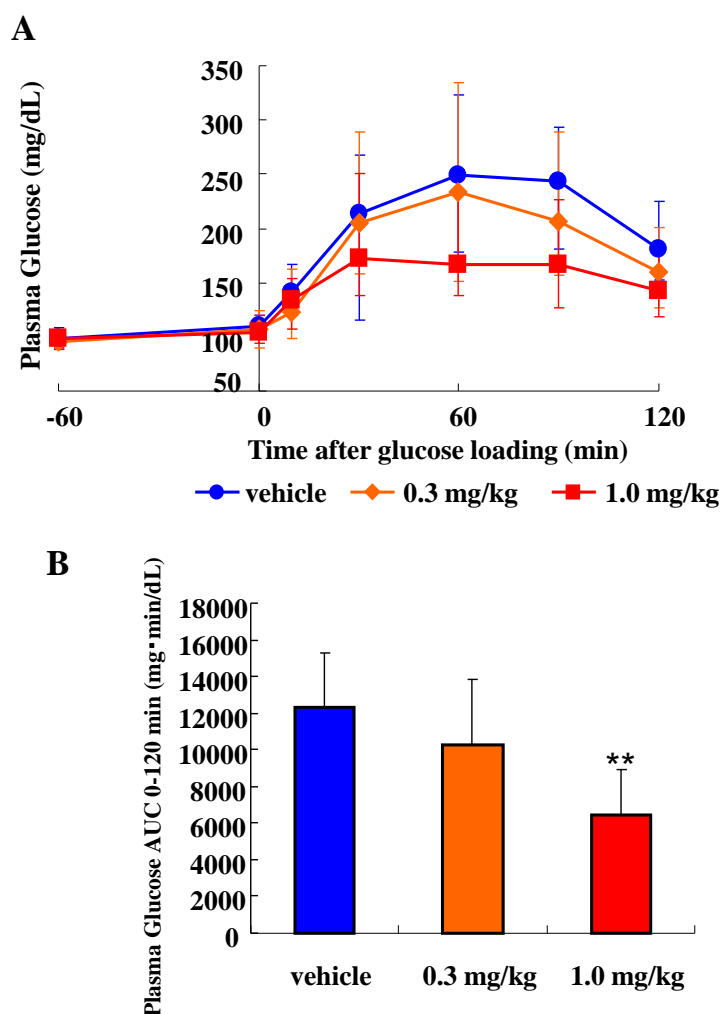 A
Plasma Glucose (mg/dL)
350
300
250
200
150
100
50
-60 0 60 120
Time after glucose loading (min)
vehicle 0.3 mg/kg 1.0 mg/kg
B
Plasma Glucose AUC 0-120 min (mg·min/dL)
18000
16000
14000
12000
10000
8000
6000
4000
2000
0
**
vehicle 0.3 mg/kg 1.0 mg/kg